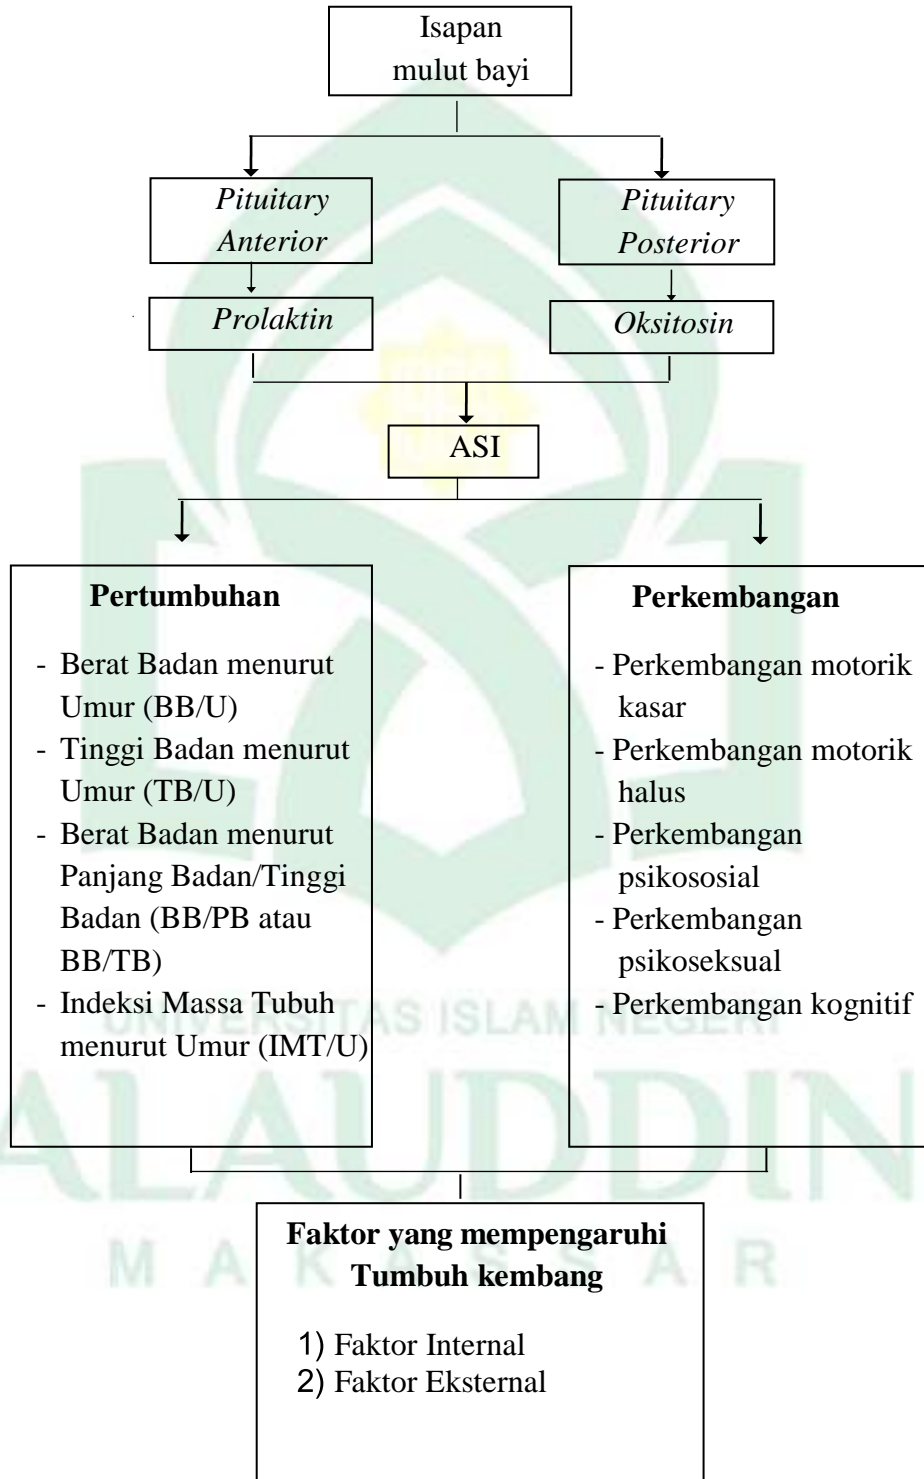 Isapan
mulut bayi
Pituitary
Anterior
Pituitary
Posterior
Prolaktin
Oksitosin
ASI
Pertumbuhan
- Berat Badan menurut
Umur (BB/U)
- Tinggi Badan menurut
Umur (TB/U)
- Berat Badan menurut
Panjang Badan/Tinggi
Badan (BB/PB atau
BB/TB)
- Indeksi Massa Tubuh
menurut Umur (IMT/U)
Perkembangan
- Perkembangan motorik
kasar
- Perkembangan motorik
halus
- Perkembangan
psikososial
- Perkembangan
psikoseksual
- Perkembangan kognitif
UNIVERSITAS ISLAM NEGERI
ALAUDDIN
MAKASSAR
Faktor yang mempengaruhi
Tumbuh kembang
1) Faktor Internal
2) Faktor Eksternal